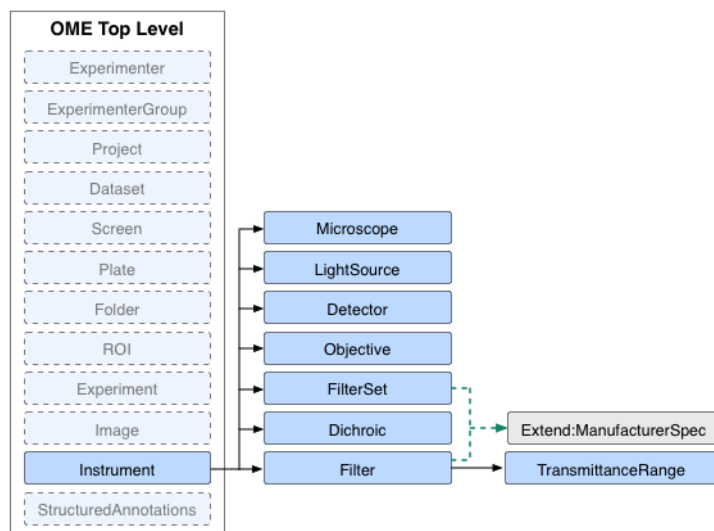 OME Top Level
Experimenter
ExperimenterGroup
Project
Dataset
Screen
Plate
Folder
ROI
Experiment
Image
Instrument
StructuredAnnotations
Microscope
LightSource
Detector
Objective
FilterSet
Dichroic
Filter
Extend:ManufacturerSpec
TransmittanceRange